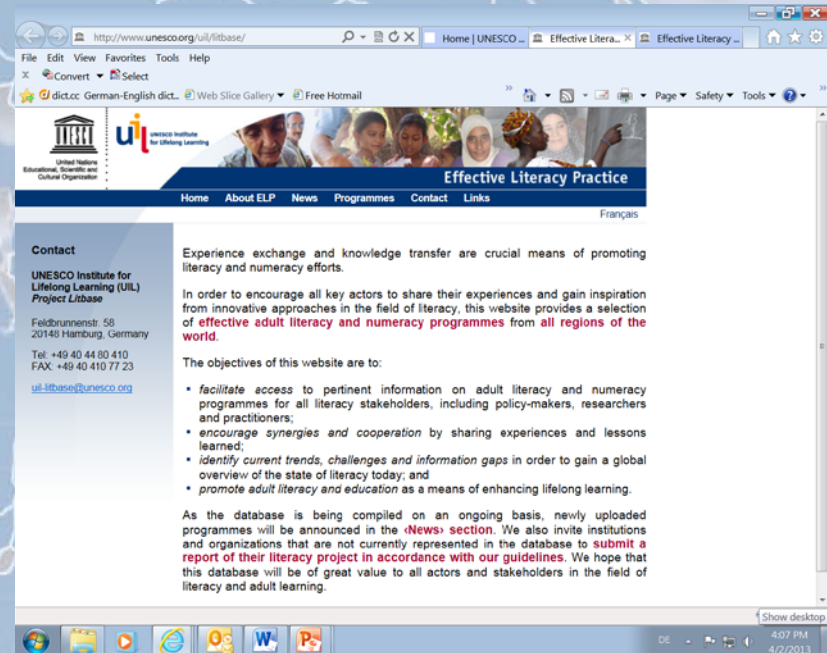 http://www.unesco.org/uil/litbase/
Home | UNESCO ...
Effective Litera...
Effective Literacy ...
File Edit View Favorites Tools Help
x Convert Select
dict.cc German-English dict... Web Slice Gallery Free Hotmail
Page Safety Tools
United Nations
Educational, Scientific and
Cultural Organization
uil
UNESCO Institute
for Lifelong Learning
Effective Literacy Practice
Home About ELP News Programmes Contact Links
Français
Contact
UNESCO Institute for
Lifelong Learning (UIL)
Project Litbase
Feldbrunnenstr. 58
20148 Hamburg, Germany
Tel: +49 40 44 80 410
FAX: +49 40 410 77 23
uil-litbase@unesco.org
Experience exchange and knowledge transfer are crucial means of promoting
literacy and numeracy efforts.
In order to encourage all key actors to share their experiences and gain inspiration
from innovative approaches in the field of literacy, this website provides a selection
of effective adult literacy and numeracy programmes from all regions of the
world.
The objectives of this website are to:
▪ facilitate access to pertinent information on adult literacy and numeracy
programmes for all literacy stakeholders, including policy-makers, researchers
and practitioners;
▪ encourage synergies and cooperation by sharing experiences and lessons
learned;
▪ identify current trends, challenges and information gaps in order to gain a global
overview of the state of literacy today; and
▪ promote adult literacy and education as a means of enhancing lifelong learning.
As the database is being compiled on an ongoing basis, newly uploaded
programmes will be announced in the ‹News› section. We also invite institutions
and organizations that are not currently represented in the database to submit a
report of their literacy project in accordance with our guidelines. We hope that
this database will be of great value to all actors and stakeholders in the field of
literacy and adult learning.
Show desktop
DE
4:07 PM
4/2/2013